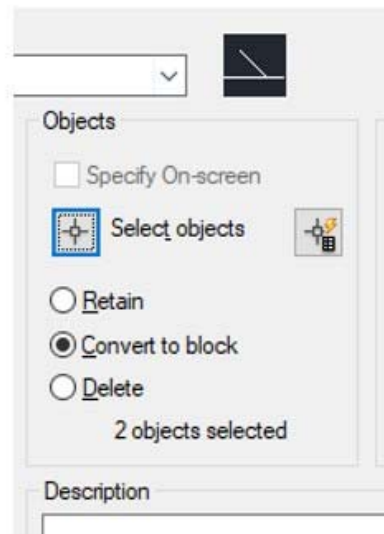 Objects
Specify On-screen
Select objects
Retain
Convert to block
Delete
2 objects selected
Description